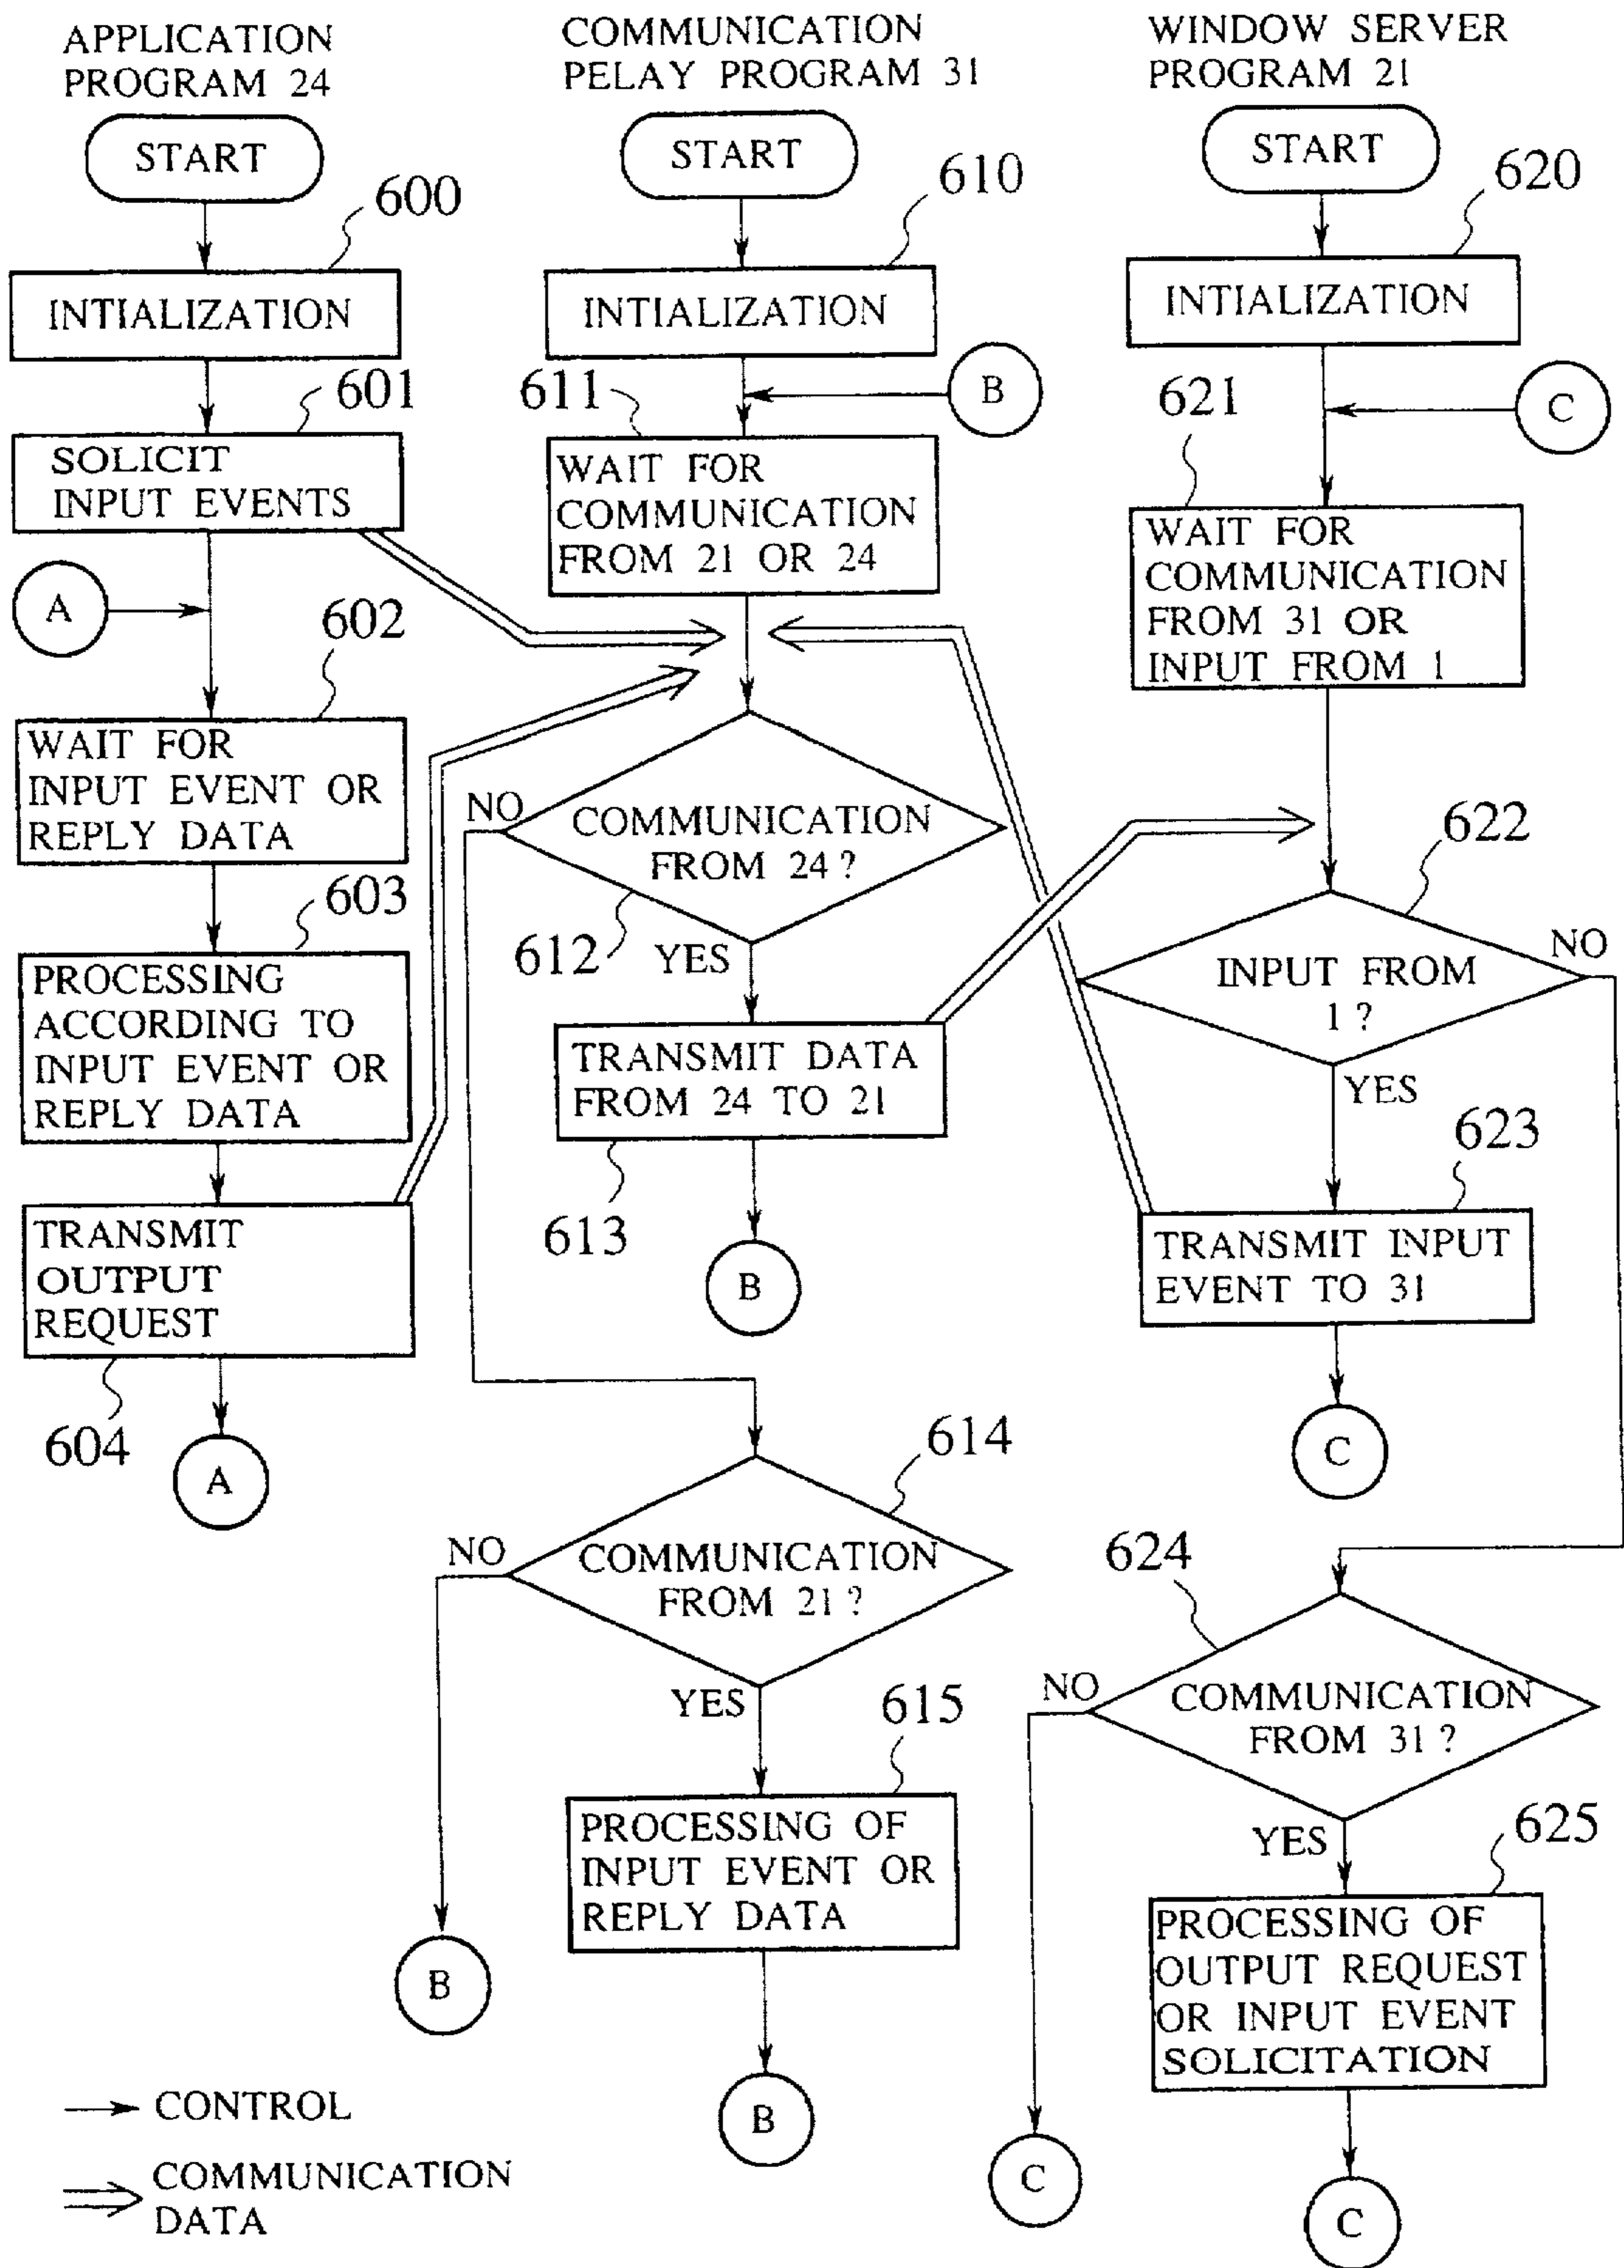 APPLICATION
PROGRAM 24
START
600
INTIALIZATION
601
SOLICIT
INPUT EVENTS
A
602
WAIT FOR
INPUT EVENT OR
REPLY DATA
603
PROCESSING
ACCORDING TO
INPUT EVENT OR
REPLY DATA
TRANSMIT
OUTPUT
REQUEST
604
A
COMMUNICATION
PELAY PROGRAM 31
START
610
INTIALIZATION
B
611
WAIT FOR
COMMUNICATION
FROM 21 OR 24
NO
COMMUNICATION
FROM 24 ?
612
YES
TRANSMIT DATA
FROM 24 TO 21
613
B
614
NO
COMMUNICATION
FROM 21 ?
YES
615
PROCESSING OF
INPUT EVENT OR
REPLY DATA
B
B
WINDOW SERVER
PROGRAM 21
START
620
INTIALIZATION
C
621
WAIT FOR
COMMUNICATION
FROM 31 OR
INPUT FROM 1
622
NO
INPUT FROM
1 ?
YES
623
TRANSMIT INPUT
EVENT TO 31
C
624
NO
COMMUNICATION
FROM 31 ?
YES
625
PROCESSING OF
OUTPUT REQUEST
OR INPUT EVENT
SOLICITATION
C
C
CONTROL
COMMUNICATION
DATA